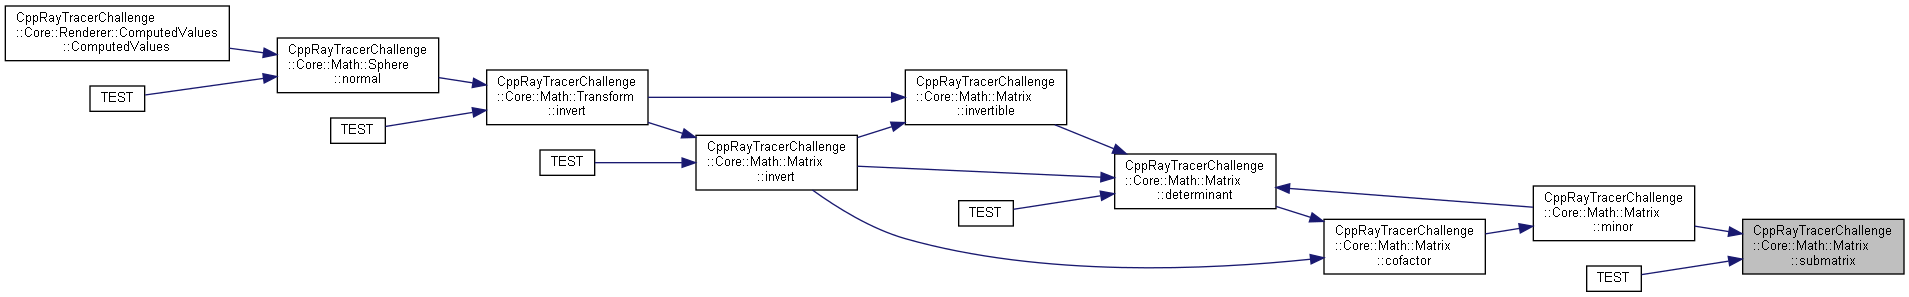 CppRayTracerChallenge
::Core::Renderer::ComputedValues
::ComputedValues
TEST
CppRayTracerChallenge
::Core::Math::Sphere
::normal
TEST
CppRayTracerChallenge
::Core::Math::Transform
::invert
TEST
CppRayTracerChallenge
::Core::Math::Matrix
::invert
CppRayTracerChallenge
::Core::Math::Matrix
::invertible
TEST
CppRayTracerChallenge
::Core::Math::Matrix
::determinant
CppRayTracerChallenge
::Core::Math::Matrix
::cofactor
CppRayTracerChallenge
::Core::Math::Matrix
::minor
TEST
CppRayTracerChallenge
::Core::Math::Matrix
::submatrix